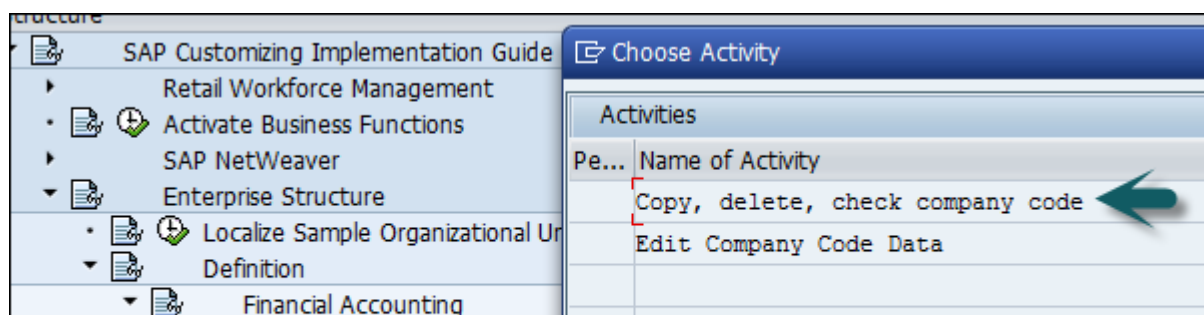 SAP Customizing Implementation Guide
Retail Workforce Management
Activate Business Functions
SAP NetWeaver
Enterprise Structure
Localize Sample Organizational Ur
Definition
Financial Accounting
Choose Activity
Activities
Pe... Name of Activity
Copy, delete, check company code
Edit Company Code Data